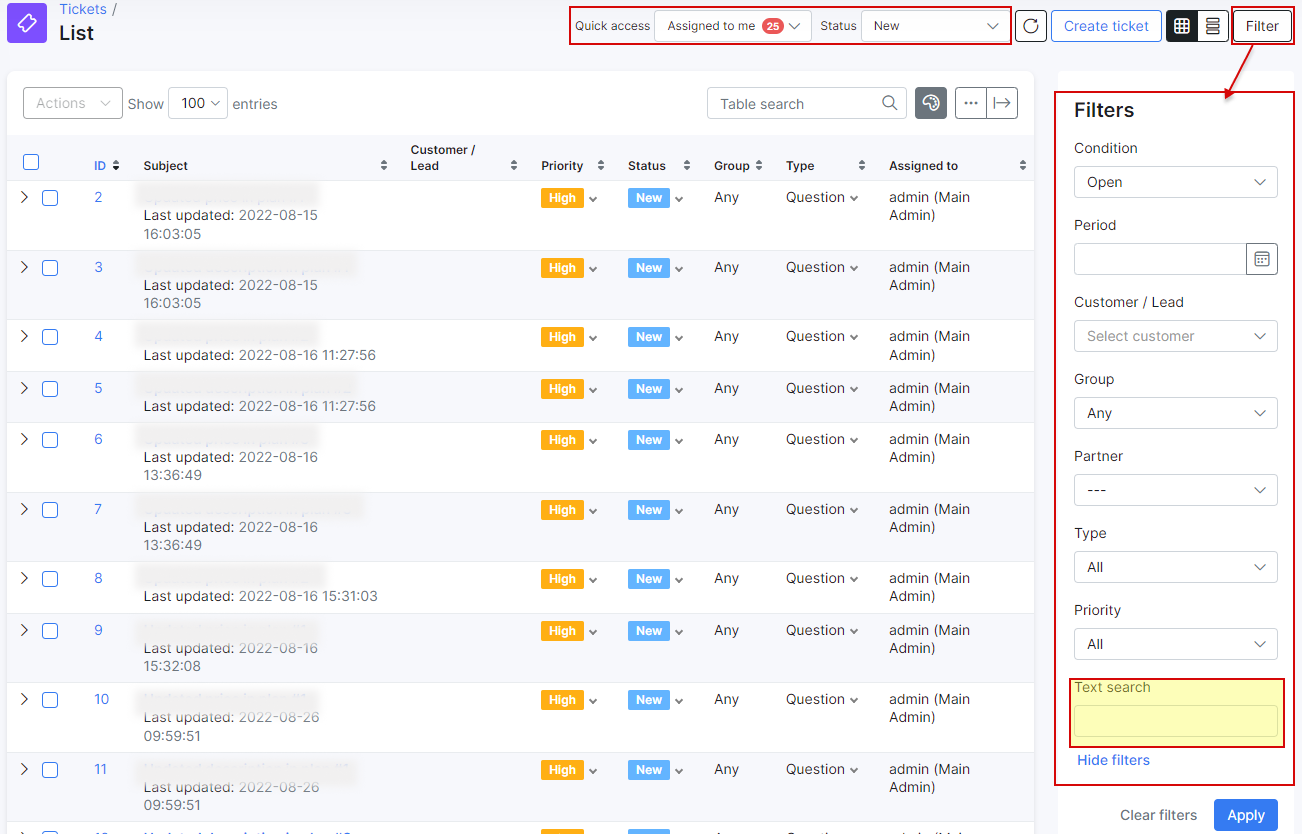 Tickets /
List
Quick access Assigned to me 25 Status New Create ticket Filter
Actions Show 100 entries Table search
ID Subject Customer / Lead Priority Status Group Type Assigned to
2 High New Any Question admin (Main
Last updated: 2022-08-15 Admin)
16:03:05
3 High New Any Question admin (Main
Last updated: 2022-08-15 Admin)
16:03:05
4 High New Any Question admin (Main
Last updated: 2022-08-16 11:27:56 Admin)
5 High New Any Question admin (Main
Last updated: 2022-08-16 11:27:56 Admin)
6 High New Any Question admin (Main
Last updated: 2022-08-16 Admin)
13:36:49
7 High New Any Question admin (Main
Last updated: 2022-08-16 Admin)
13:36:49
8 High New Any Question admin (Main
Last updated: 2022-08-16 15:31:03 Admin)
9 High New Any Question admin (Main
Last updated: 2022-08-16 Admin)
15:32:08
10 High New Any Question admin (Main
Last updated: 2022-08-26 Admin)
09:59:51
11 High New Any Question admin (Main
Last updated: 2022-08-26 Admin)
09:59:51
Filters
Condition
Open
Period
Customer / Lead
Select customer
Group
Any
Partner
---
Type
All
Priority
All
Text search
Hide filters
Clear filters Apply